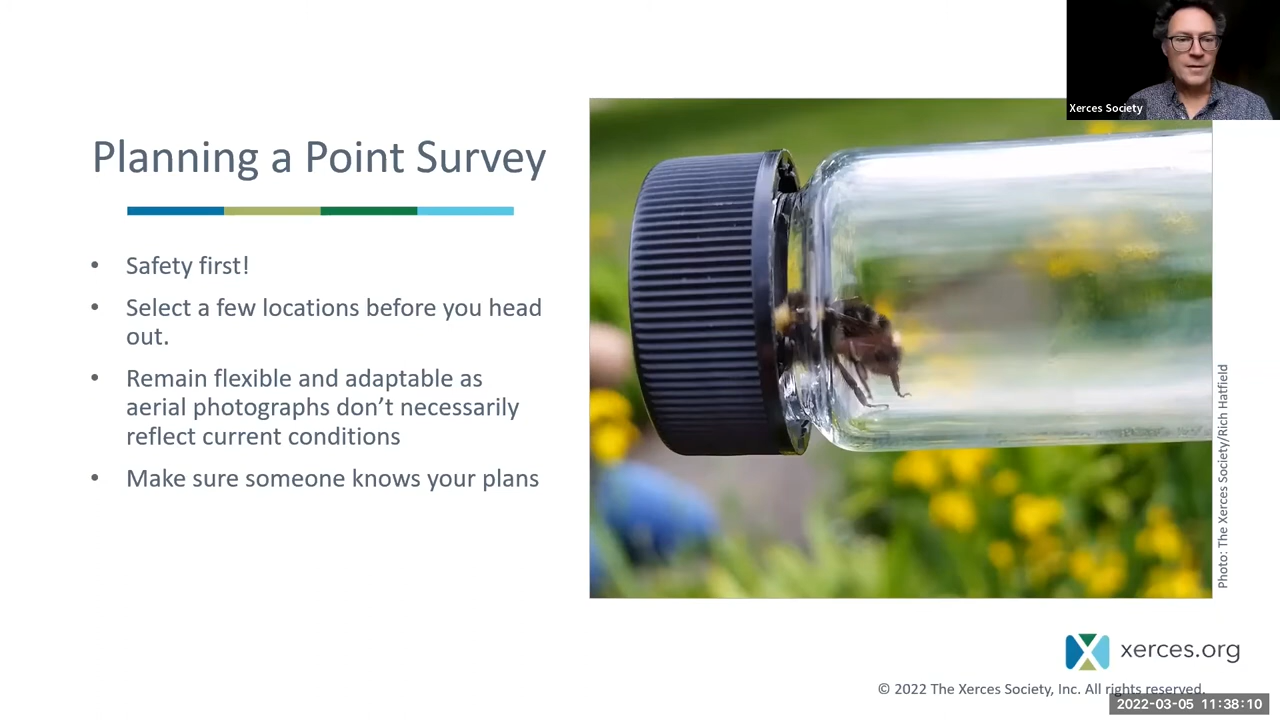 Xerces Society
Planning a Point Survey
• Safety first!
• Select a few locations before you head
out.
• Remain flexible and adaptable as
aerial photographs don’t necessarily
reflect current conditions
• Make sure someone knows your plans
Photo: The Xerces Society/Rich Hatfield
xerces.org
© 2022 The Xerces Society, Inc. All rights reserved.
2022-03-05 11:38:10